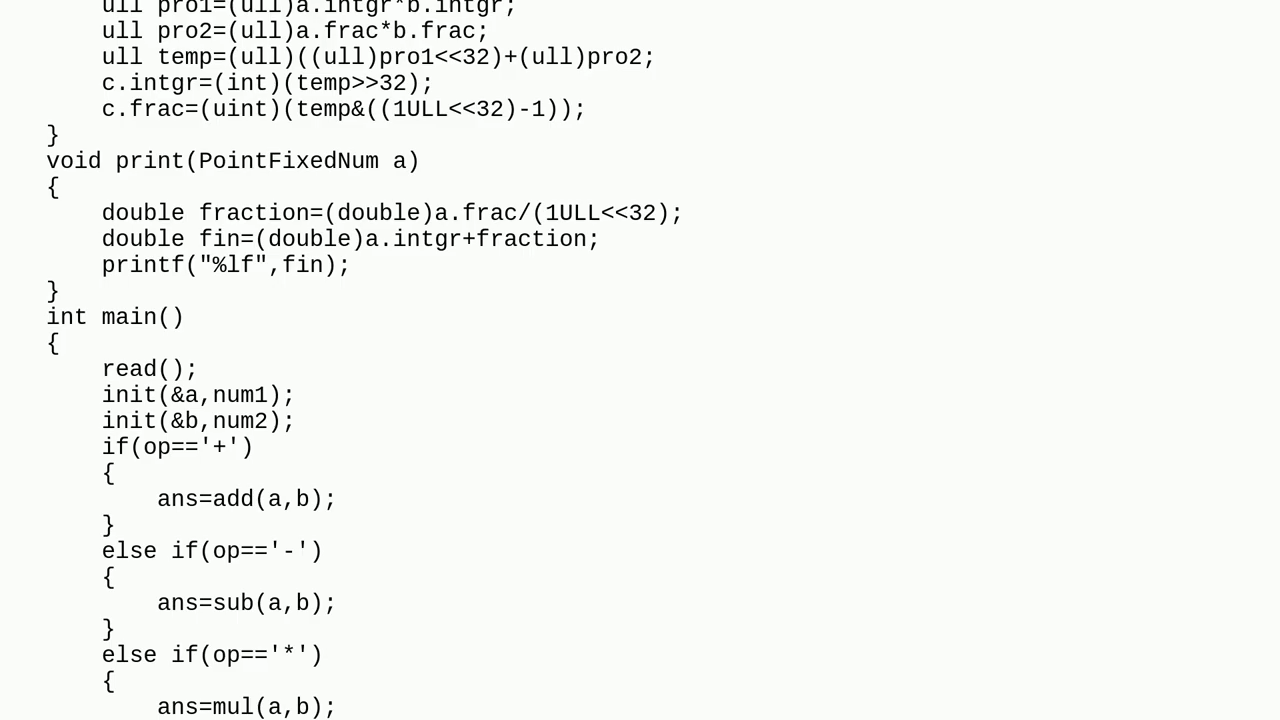 ull pro1=(ull)a.intgr*b.intgr;
ull pro2=(ull)a.frac*b.frac;
ull temp=(ull)((ull)pro1<<32)+(ull)pro2;
c.intgr=(int)(temp>>32);
c.frac=(uint)(temp&((1ULL<<32)-1));
}
void print(PointFixedNum a)
{
double fraction=(double)a.frac/(1ULL<<32);
double fin=(double)a.intgr+fraction;
printf("%lf",fin);
}
int main()
{
read();
init(&a,num1);
init(&b,num2);
if(op=='+')
{
ans=add(a,b);
}
else if(op=='-')
{
ans=sub(a,b);
}
else if(op=='*')
{
ans=mul(a,b);